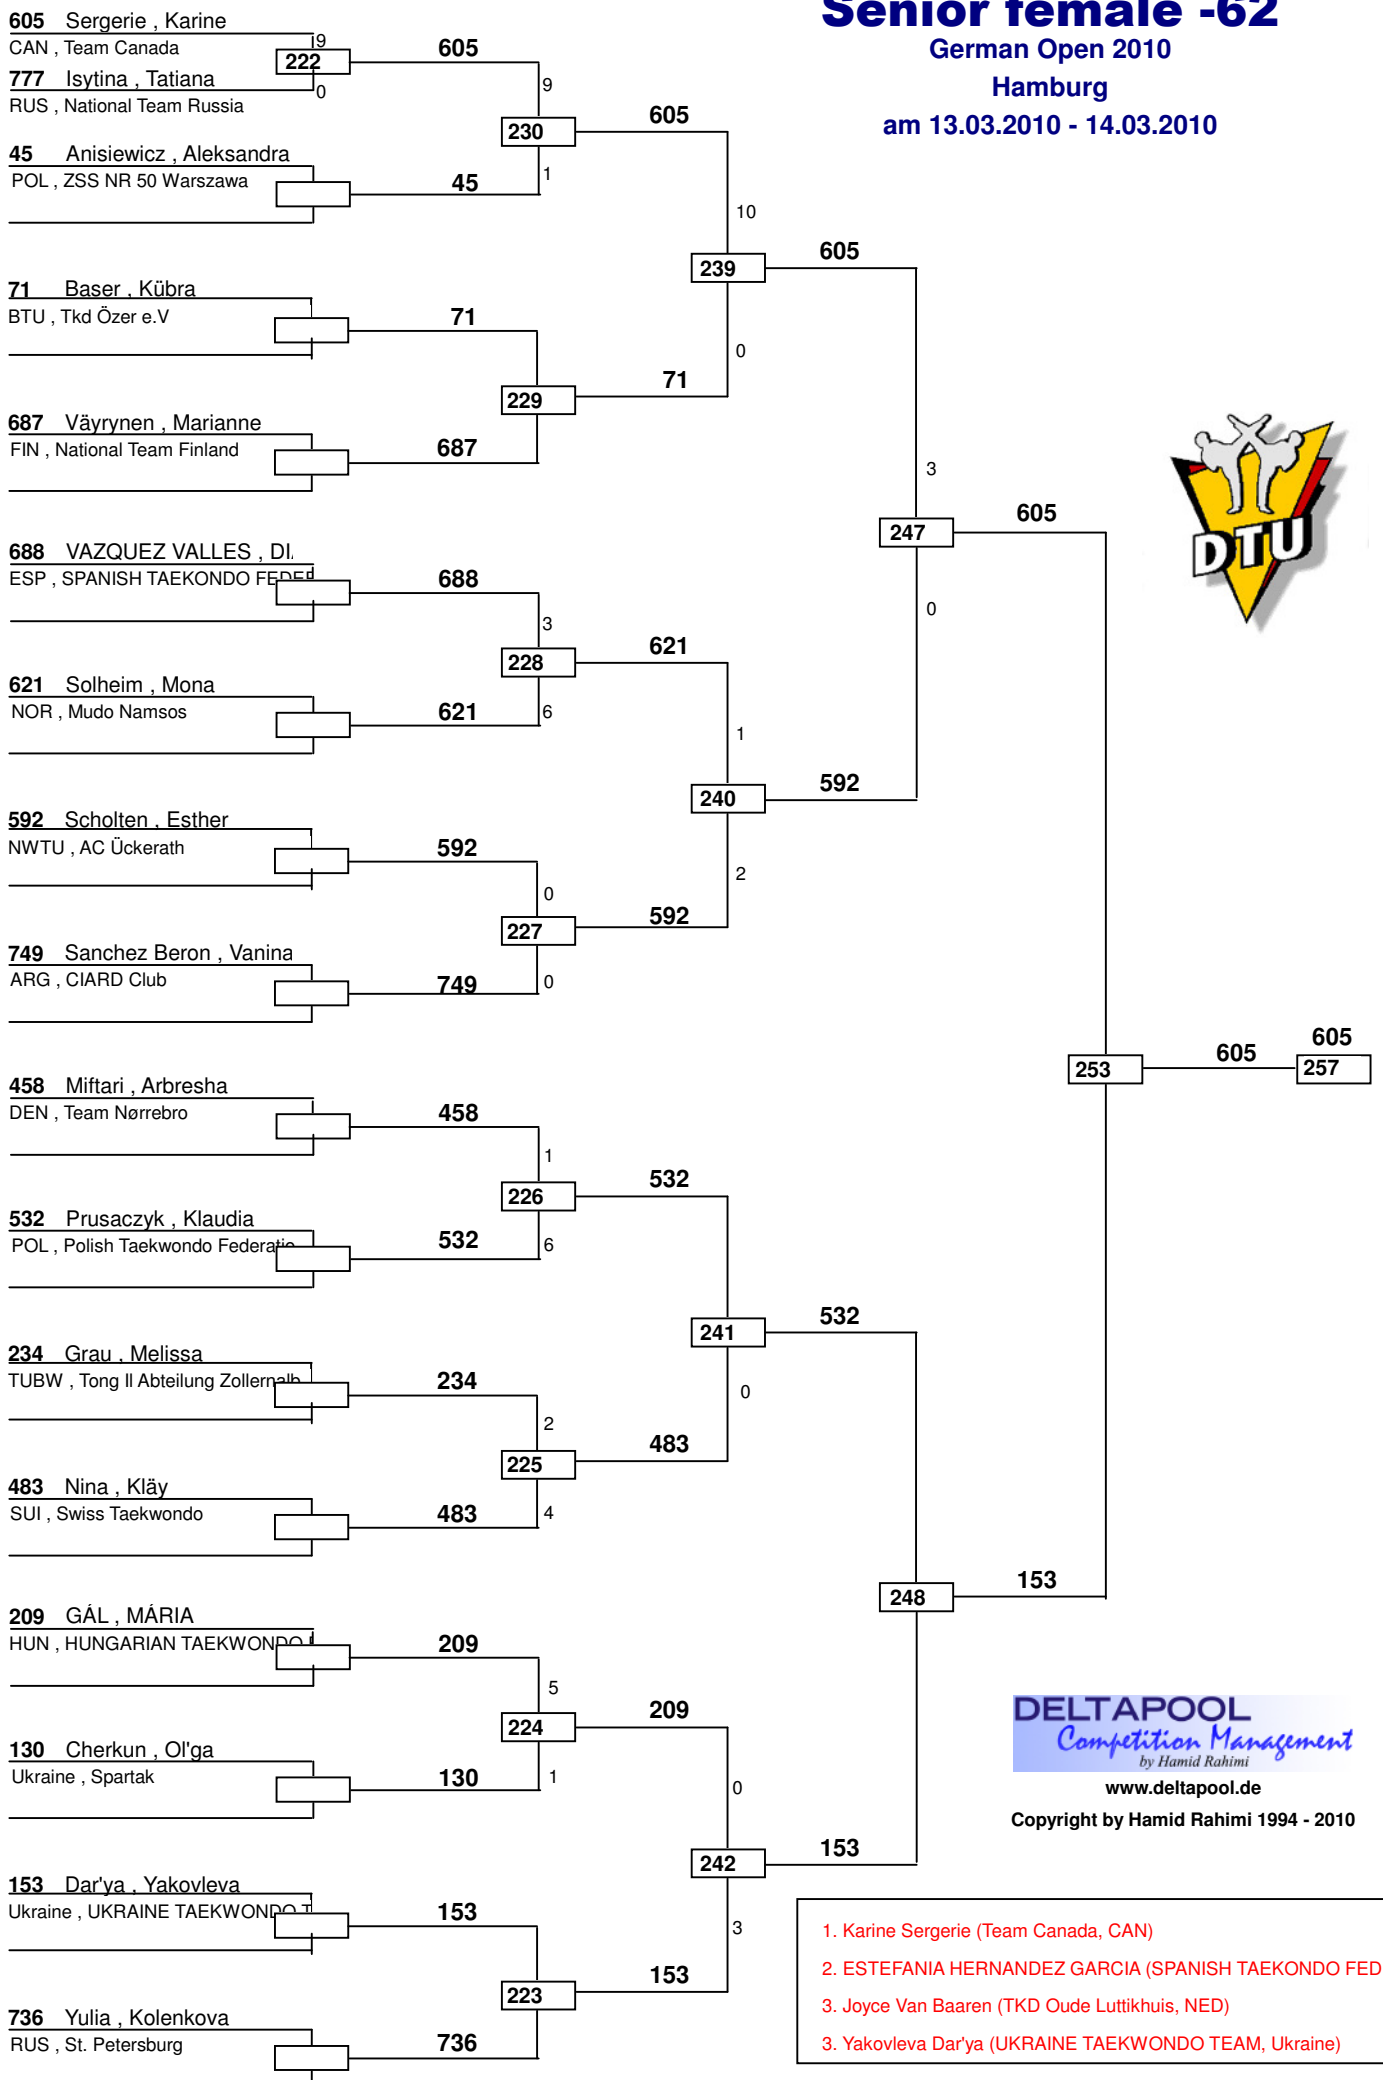 Senior female -62
German Open 2010
Hamburg
am 13.03.2010 - 14.03.2010
605 Sergerie , Karine
CAN , Team Canada
9
222
605
777 Isytina , Tatiana
0
RUS , National Team Russia
9
230
605
45 Anisiewicz , Aleksandra
POL , ZSS NR 50 Warszawa
45
1
10
239
605
71 Baser , Kübra
BTU , Tkd Özer e.V
71
0
229
71
687 Väyrynen , Marianne
FIN , National Team Finland
687
3
247
605
688 VAZQUEZ VALLES , DI
ESP , SPANISH TAEKONDO FEDER
688
0
3
228
621
621 Solheim , Mona
NOR , Mudo Namsos
621
6
1
240
592
592 Scholten , Esther
NWTU , AC Ückerath
592
2
0
227
592
749 Sanchez Beron , Vanina
ARG , CIARD Club
749
0
DTU
253
605
605
257
458 Miftari , Arbresha
DEN , Team Nørrebro
458
1
226
532
532 Prusaczyk , Klaudia
POL , Polish Taekwondo Federatio
532
6
241
532
234 Grau , Melissa
TUBW , Tong Il Abteilung Zollernalb
234
0
2
225
483
483 Nina , Kläy
SUI , Swiss Taekwondo
483
4
248
153
209 GÁL , MÁRIA
HUN , HUNGARIAN TAEKWONDO F
209
5
224
209
130 Cherkun , Ol'ga
Ukraine , Spartak
130
1
0
242
153
153 Dar'ya , Yakovleva
Ukraine , UKRAINE TAEKWONDO T
153
3
223
153
736 Yulia , Kolenkova
RUS , St. Petersburg
736
DELTAPOOL
Competition Management
by Hamid Rahimi
www.deltapool.de
Copyright by Hamid Rahimi 1994 - 2010
1. Karine Sergerie (Team Canada, CAN)
2. ESTEFANIA HERNANDEZ GARCIA (SPANISH TAEKONDO FED
3. Joyce Van Baaren (TKD Oude Luttikhuis, NED)
3. Yakovleva Dar'ya (UKRAINE TAEKWONDO TEAM, Ukraine)